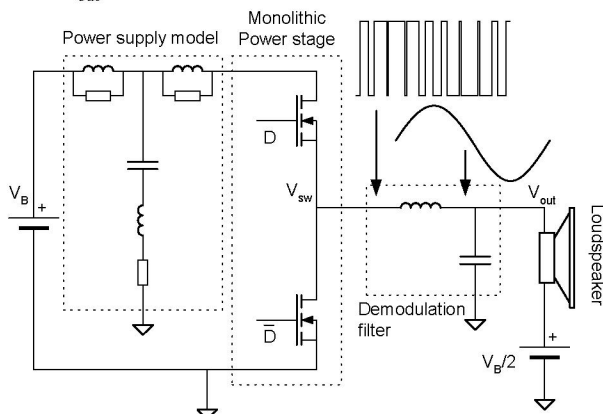 Monolithic
Power supply model
Power stage
D
V_B
+
V_sw
V_out
D̅
Demodulation
filter
Loudspeaker
+
V_B/2